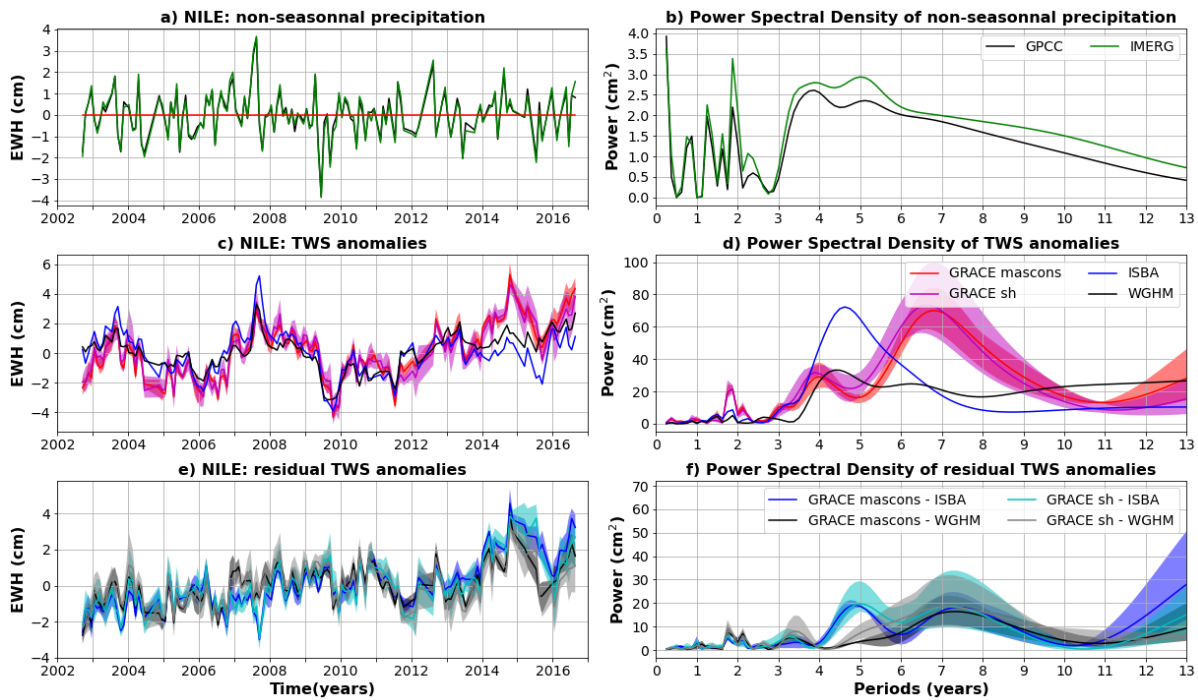 a) NILE: non-seasonnal precipitation
EWH (cm)
4
3
2
1
0
−1
−2
−3
−4
2002 2004 2006 2008 2010 2012 2014 2016
b) Power Spectral Density of non-seasonnal precipitation
GPCC IMERG
Power (cm²)
4.0
3.5
3.0
2.5
2.0
1.5
1.0
0.5
0.0
0 1 2 3 4 5 6 7 8 9 10 11 12 13
c) NILE: TWS anomalies
EWH (cm)
6
4
2
0
−2
−4
2002 2004 2006 2008 2010 2012 2014 2016
d) Power Spectral Density of TWS anomalies
GRACE mascons ISBA
GRACE sh WGHM
Power (cm²)
100
80
60
40
20
0
0 1 2 3 4 5 6 7 8 9 10 11 12 13
e) NILE: residual TWS anomalies
EWH (cm)
4
2
0
−2
−4
2002 2004 2006 2008 2010 2012 2014 2016
Time(years)
f) Power Spectral Density of residual TWS anomalies
GRACE mascons - ISBA GRACE sh - ISBA
GRACE mascons - WGHM GRACE sh - WGHM
Power (cm²)
70
60
50
40
30
20
10
0
0 1 2 3 4 5 6 7 8 9 10 11 12 13
Periods (years)